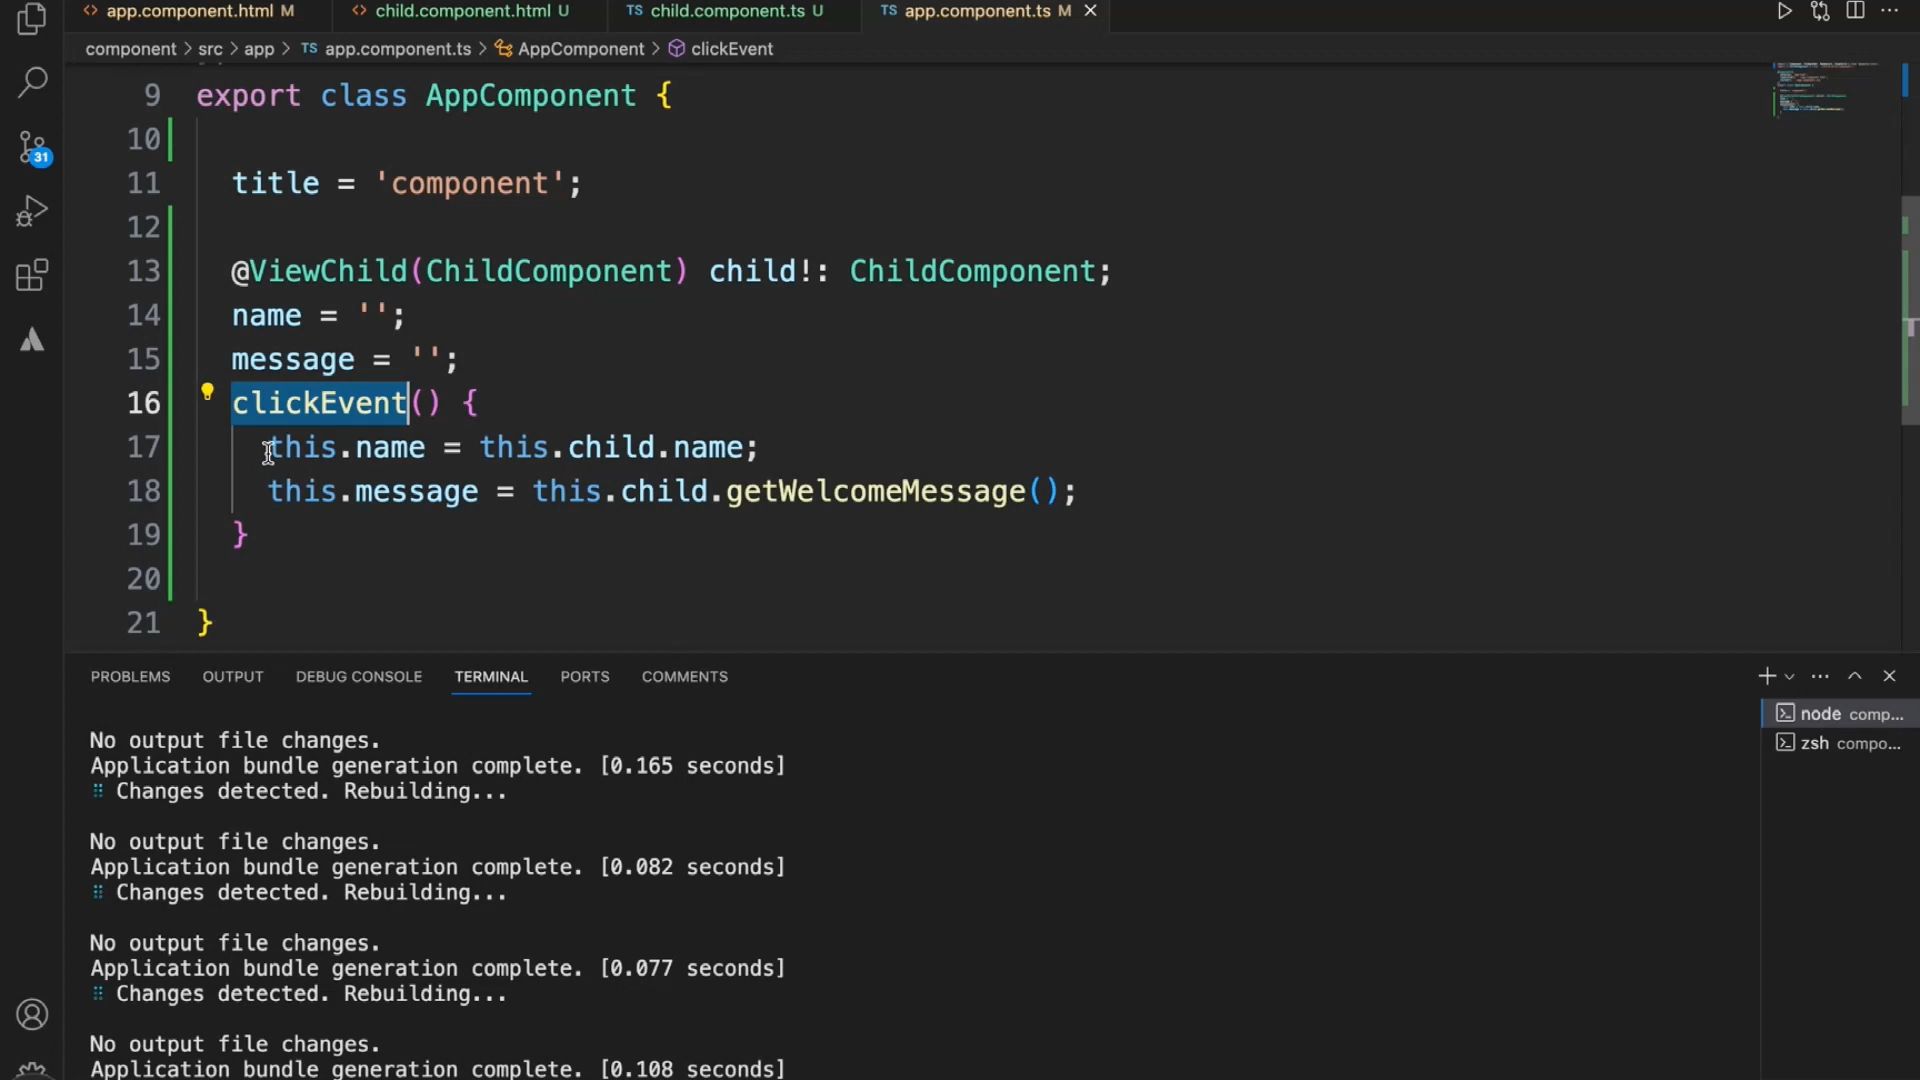 app.component.html M
child.component.html U
TS child.component.ts U
TS app.component.ts M
component > src > app > TS app.component.ts > AppComponent > clickEvent
31
9 export class AppComponent {
10
11 title = 'component';
12
13 @ViewChild(ChildComponent) child!: ChildComponent;
14 name = '';
15 message = '';
16 clickEvent() {
17 this.name = this.child.name;
18 this.message = this.child.getWelcomeMessage();
19 }
20
21 }
PROBLEMS OUTPUT DEBUG CONSOLE TERMINAL PORTS COMMENTS
node comp...
zsh compo...
No output file changes.
Application bundle generation complete. [0.165 seconds]
Changes detected. Rebuilding...
No output file changes.
Application bundle generation complete. [0.082 seconds]
Changes detected. Rebuilding...
No output file changes.
Application bundle generation complete. [0.077 seconds]
Changes detected. Rebuilding...
No output file changes.
Application bundle generation complete. [0.108 seconds]